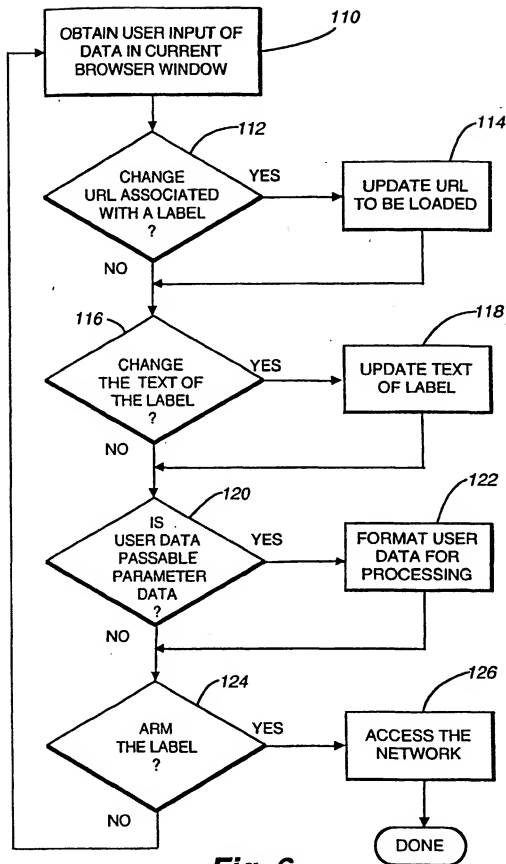 110
OBTAIN USER INPUT OF
DATA IN CURRENT
BROWSER WINDOW
112
CHANGE
URL ASSOCIATED
WITH A LABEL
?
YES
114
UPDATE URL
TO BE LOADED
NO
116
CHANGE
THE TEXT OF
THE LABEL
?
YES
118
UPDATE TEXT
OF LABEL
NO
120
IS
USER DATA
PASSABLE
PARAMETER
DATA
?
YES
122
FORMAT USER
DATA FOR
PROCESSING
NO
124
ARM
THE LABEL
?
YES
126
ACCESS THE
NETWORK
NO
DONE
Fig. 6